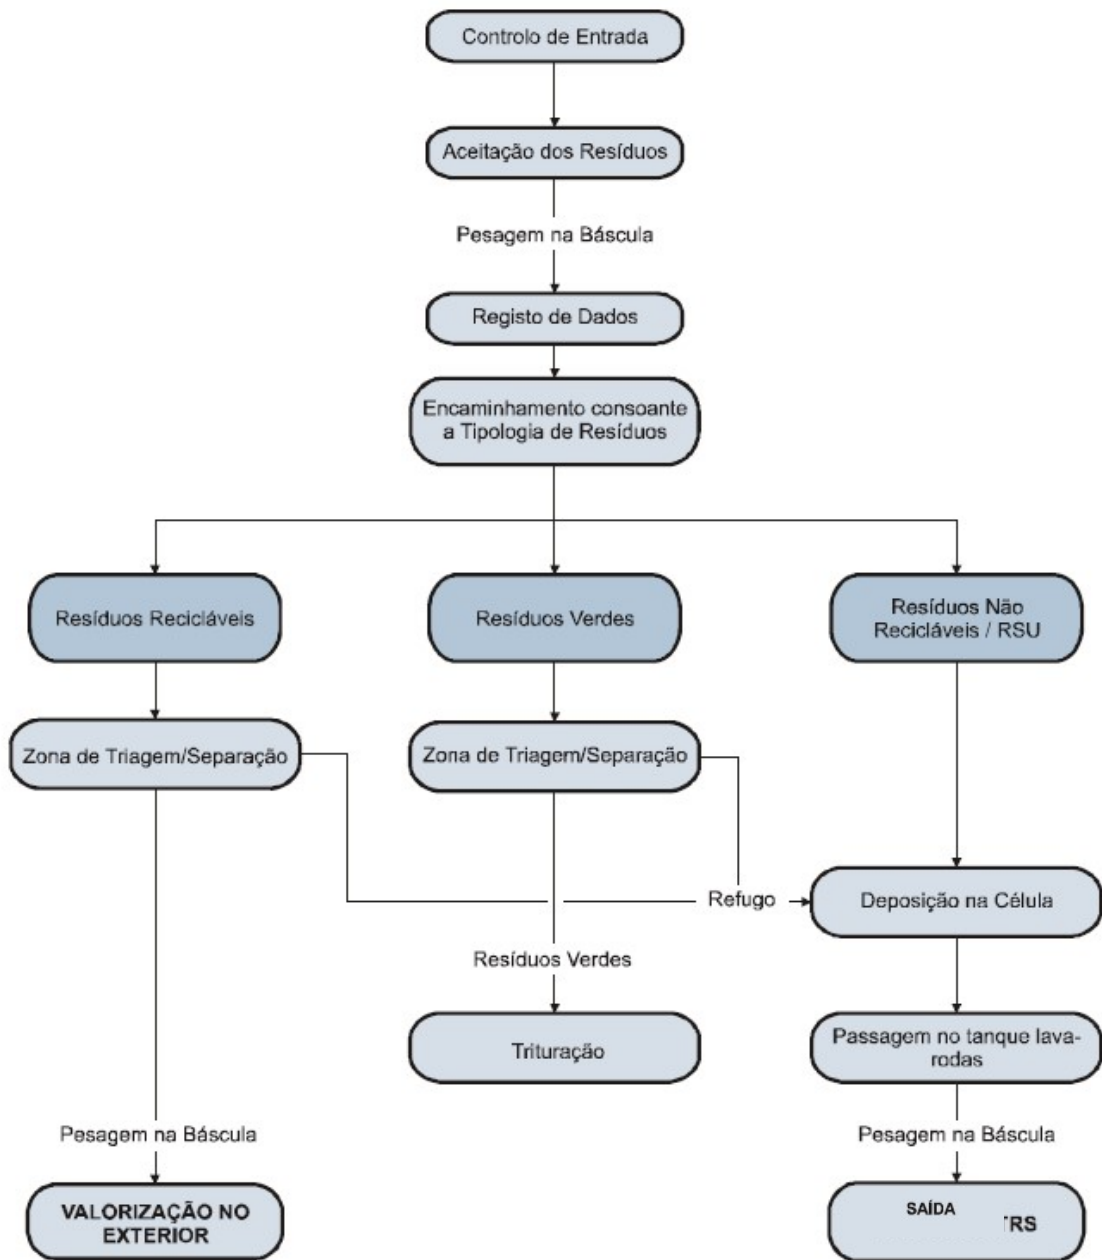 Controlo de Entrada
Aceitação dos Resíduos
Pesagem na Báscula
Registo de Dados
Encaminhamento consoante
a Tipologia de Resíduos
Resíduos Recicláveis
Resíduos Verdes
Resíduos Não
Recicláveis / RSU
Zona de Triagem/Separação
Zona de Triagem/Separação
Refugo
Deposição na Célula
Resíduos Verdes
Trituração
Passagem no tanque lava-
rodas
Pesagem na Báscula
Pesagem na Báscula
VALORIZAÇÃO NO
EXTERIOR
SAÍDA